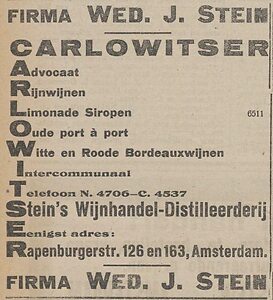 FIRMA WED. J. STEIN
CARLOWITSER
Advocaat
Rijnwijnen
Limonade Siropen 6511
Oude port à port
Witte en Roode Bordeauxwijnen
Intercommunaal
Telefoon N. 4706-C. 4537
Stein's Wijnhandel-Distilleerderij
Eenigst adres:
Rapenburgerstr. 126 en 163, Amsterdam.
FIRMA WED. J. STEIN